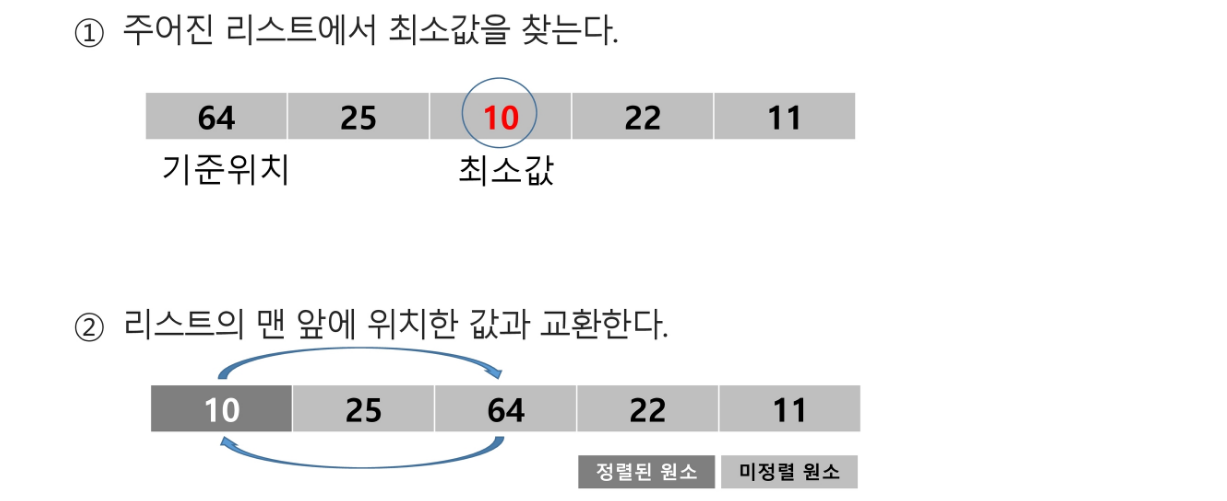 ① 주어진 리스트에서 최소값을 찾는다.
64 25 10 22 11
기준위치 최소값
② 리스트의 맨 앞에 위치한 값과 교환한다.
10 25 64 22 11
정렬된 원소 미정렬 원소